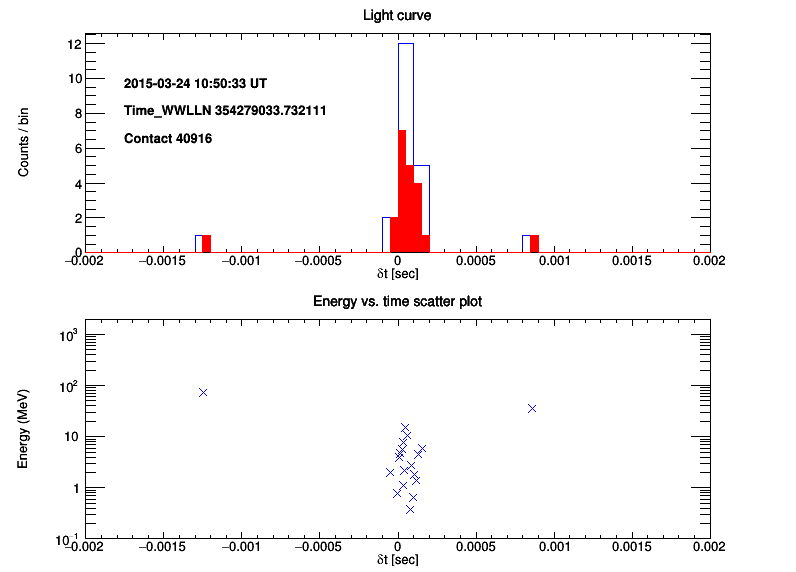 Light curve
12
10
8
6
4
2
0
Counts / bin
2015-03-24 10:50:33 UT
Time_WWLLN 354279033.732111
Contact 40916
−0.002 −0.0015 −0.001 −0.0005 0 0.0005 0.001 0.0015 0.002
δt [sec]
Energy vs. time scatter plot
10³
10²
10
1
10⁻¹
Energy (MeV)
−0.002 −0.0015 −0.001 −0.0005 0 0.0005 0.001 0.0015 0.002
δt [sec]